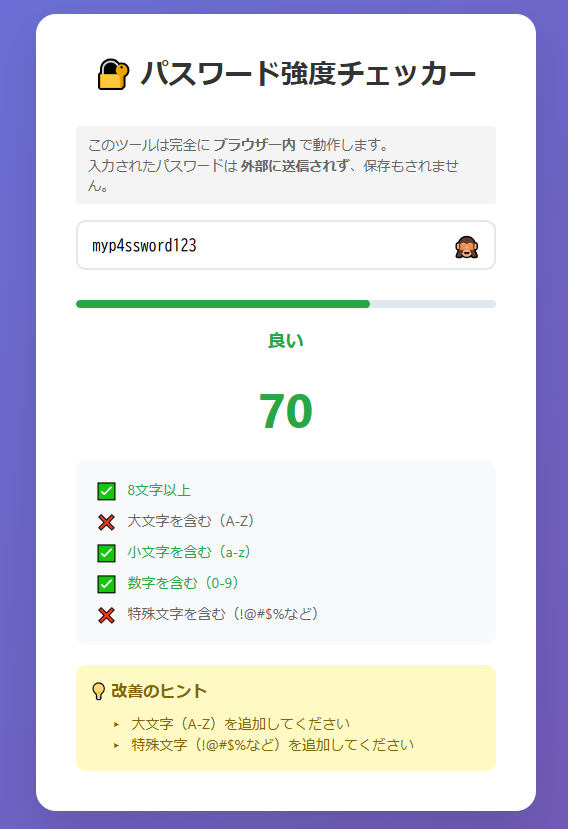 🔐 パスワード強度チェッカー
このツールは完全に ブラウザー内 で動作します。
入力されたパスワードは 外部に送信されず、保存もされませ
ん。
myp4ssword123
良い
70
✅ 8文字以上
❌ 大文字を含む（A-Z）
✅ 小文字を含む（a-z）
✅ 数字を含む（0-9）
❌ 特殊文字を含む（!@#$%など）
💡 改善のヒント
‣ 大文字（A-Z）を追加してください
‣ 特殊文字（!@#$%など）を追加してください